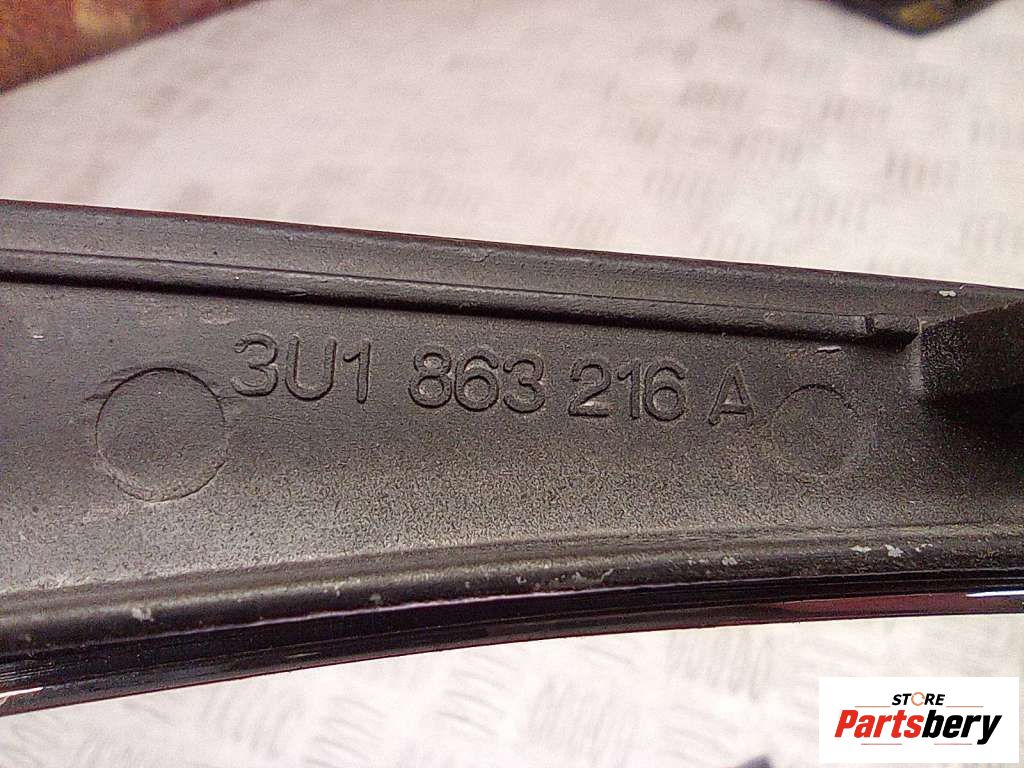 3U1 863 216 A
STORE
Partsbery